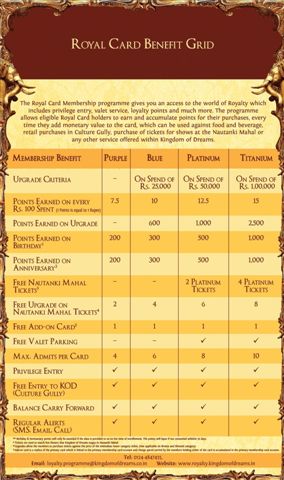 ROYAL CARD BENEFIT GRID
The Royal Card Membership programme gives you an access to the world of Royalty which
includes privilege entry, valet service, loyalty points and much more. The programme
allows eligible Royal Card holders to earn and accumulate points for their purchases, every
time they add monetary value to the card, which can be used against food and beverage,
retail purchases in Culture Gully, purchase of tickets for shows at the Nautanki Mahal or
any other service offered within Kingdom of Dreams.
MEMBERSHIP BENEFIT PURPLE BLUE PLATINUM TITANIUM
UPGRADE CRITERIA – ON SPEND OF RS. 25,000 ON SPEND OF RS. 50,000 ON SPEND OF RS. 1,00,000
POINTS EARNED ON EVERY 7.5 10 12.5 15
RS. 100 SPENT (1 Points is equal to 1 Rupee)
POINTS EARNED ON UPGRADE – 600 1,000 2,500
POINTS EARNED ON 200 300 500 1,000
BIRTHDAY¹
POINTS EARNED ON 200 300 500 1,000
ANNIVERSARY²
FREE NAUTANKI MAHAL – – 2 PLATINUM 4 PLATINUM
TICKETS³ TICKETS TICKETS
FREE UPGRADE ON 2 4 6 8
NAUTANKI MAHAL TICKETS⁴
FREE ADD-ON CARD⁵ 1 1 1 1
FREE VALET PARKING – – ✓ ✓
MAX. ADMITS PER CARD 4 6 8 10
PRIVILEGE ENTRY ✓ ✓ ✓ ✓
FREE ENTRY TO KOD ✓ ✓ ✓ ✓
(CULTURE GULLY)
BALANCE CARRY FORWARD ✓ ✓ ✓ ✓
REGULAR ALERTS ✓ ✓ ✓ ✓
(SMS, EMAIL, CALL)
Tel: 0124-4847415,
Email: loyalty.programme@kingdomofdreams.co.in Website: www.royalty.kingdomofdreams.co.in